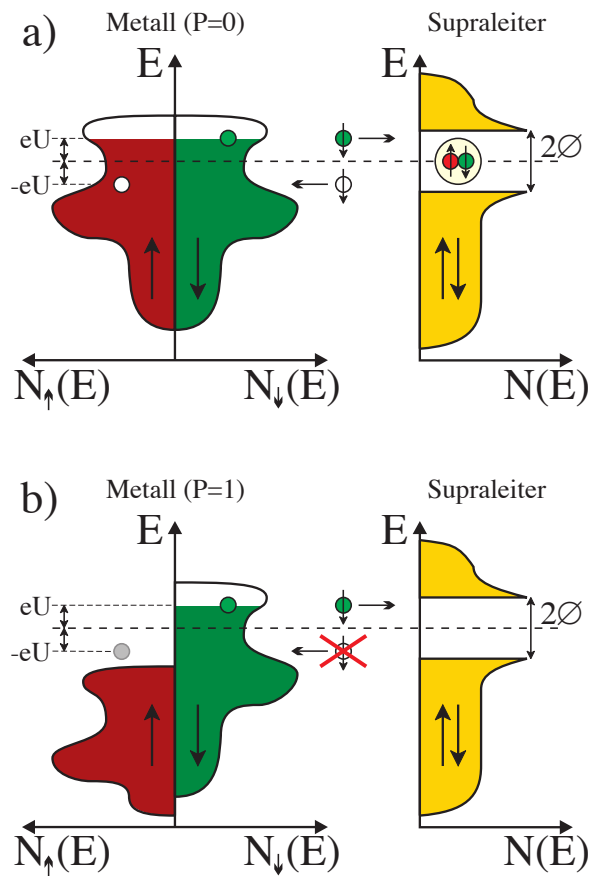 a)
Metall (P=0)
Supraleiter
E
E
eU
-eU
2∅
N↑(E)
N↓(E)
N(E)
b)
Metall (P=1)
Supraleiter
E
E
eU
-eU
2∅
N↑(E)
N↓(E)
N(E)